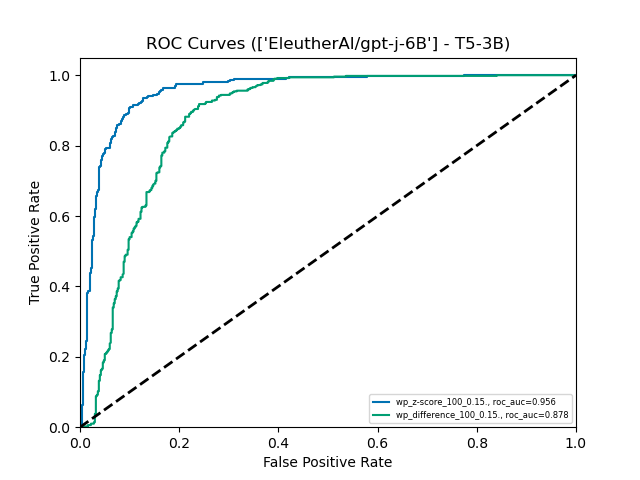 ROC Curves (['EleutherAI/gpt-j-6B'] - T5-3B)
True Positive Rate
1.0
0.8
0.6
0.4
0.2
0.0
wp_z-score_100_0.15., roc_auc=0.956
wp_difference_100_0.15., roc_auc=0.878
0.0 0.2 0.4 0.6 0.8 1.0
False Positive Rate